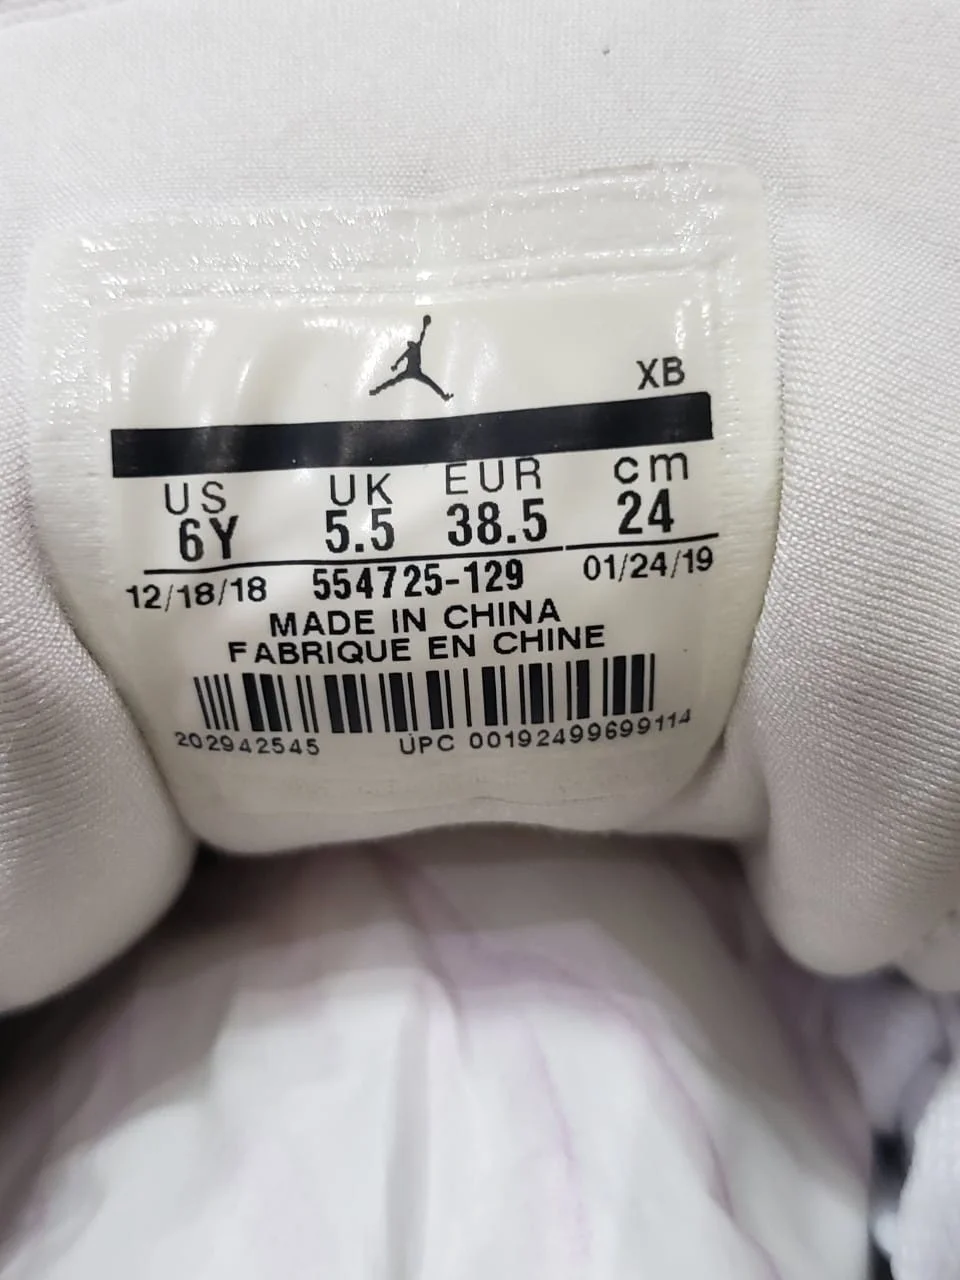 XB
US UK EUR cm
6Y 5.5 38.5 24
12/18/18 554725-129 01/24/19
MADE IN CHINA
FABRIQUE EN CHINE
202942545 UPC 00192499699114